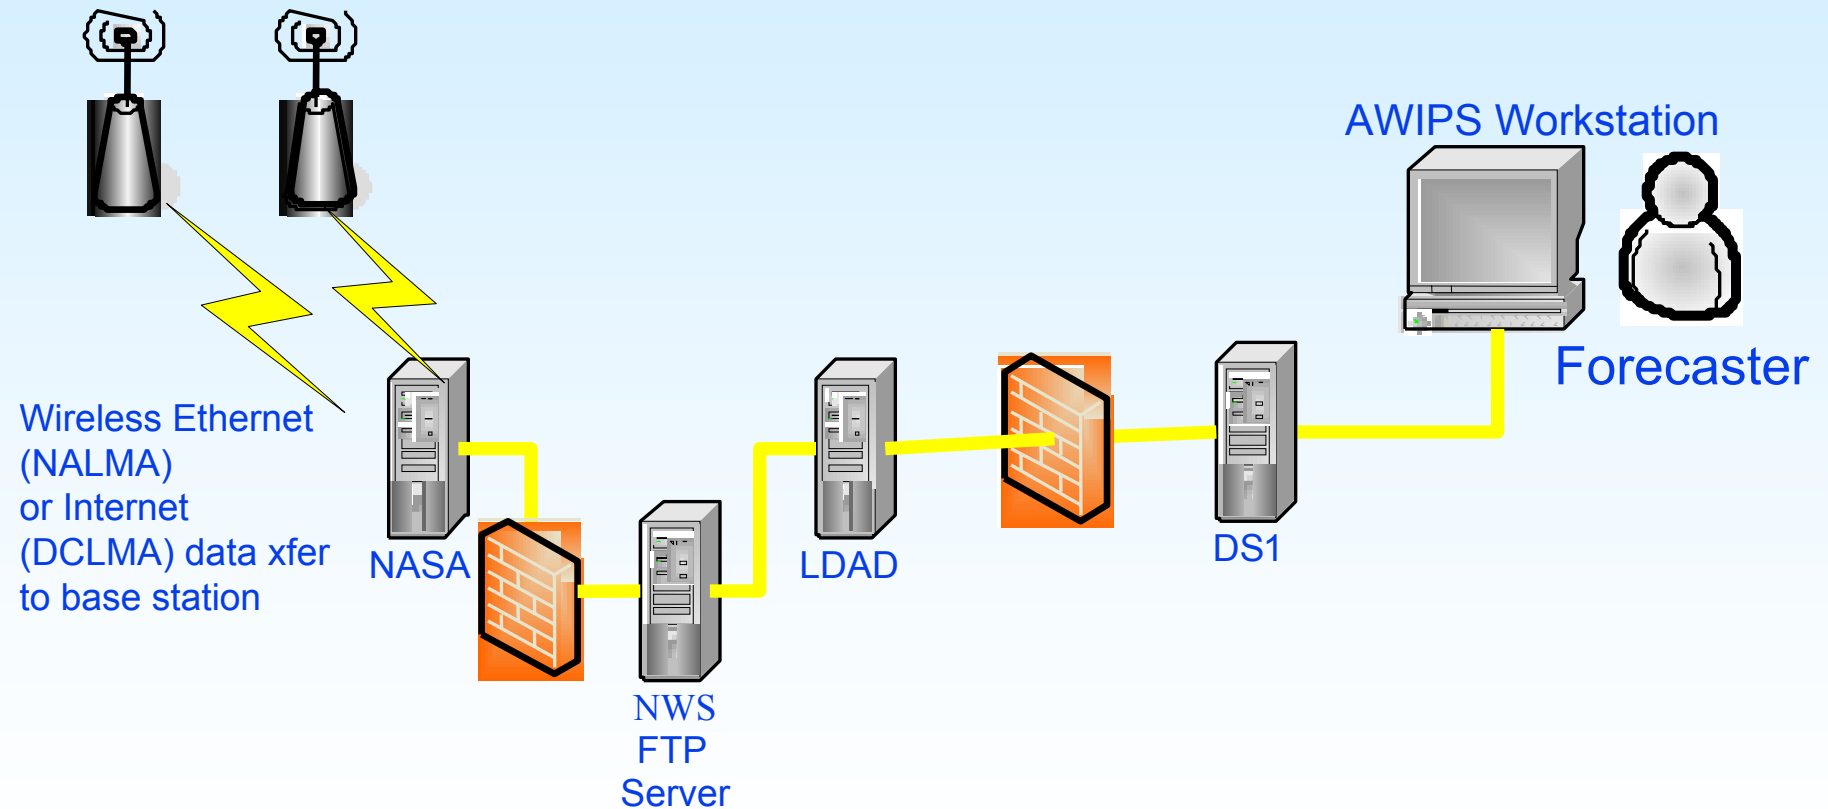 AWIPS Workstation
Forecaster
Wireless Ethernet
(NALMA)
or Internet
(DCLMA) data xfer
to base station
NASA
NWS
FTP
Server
LDAD
DS1